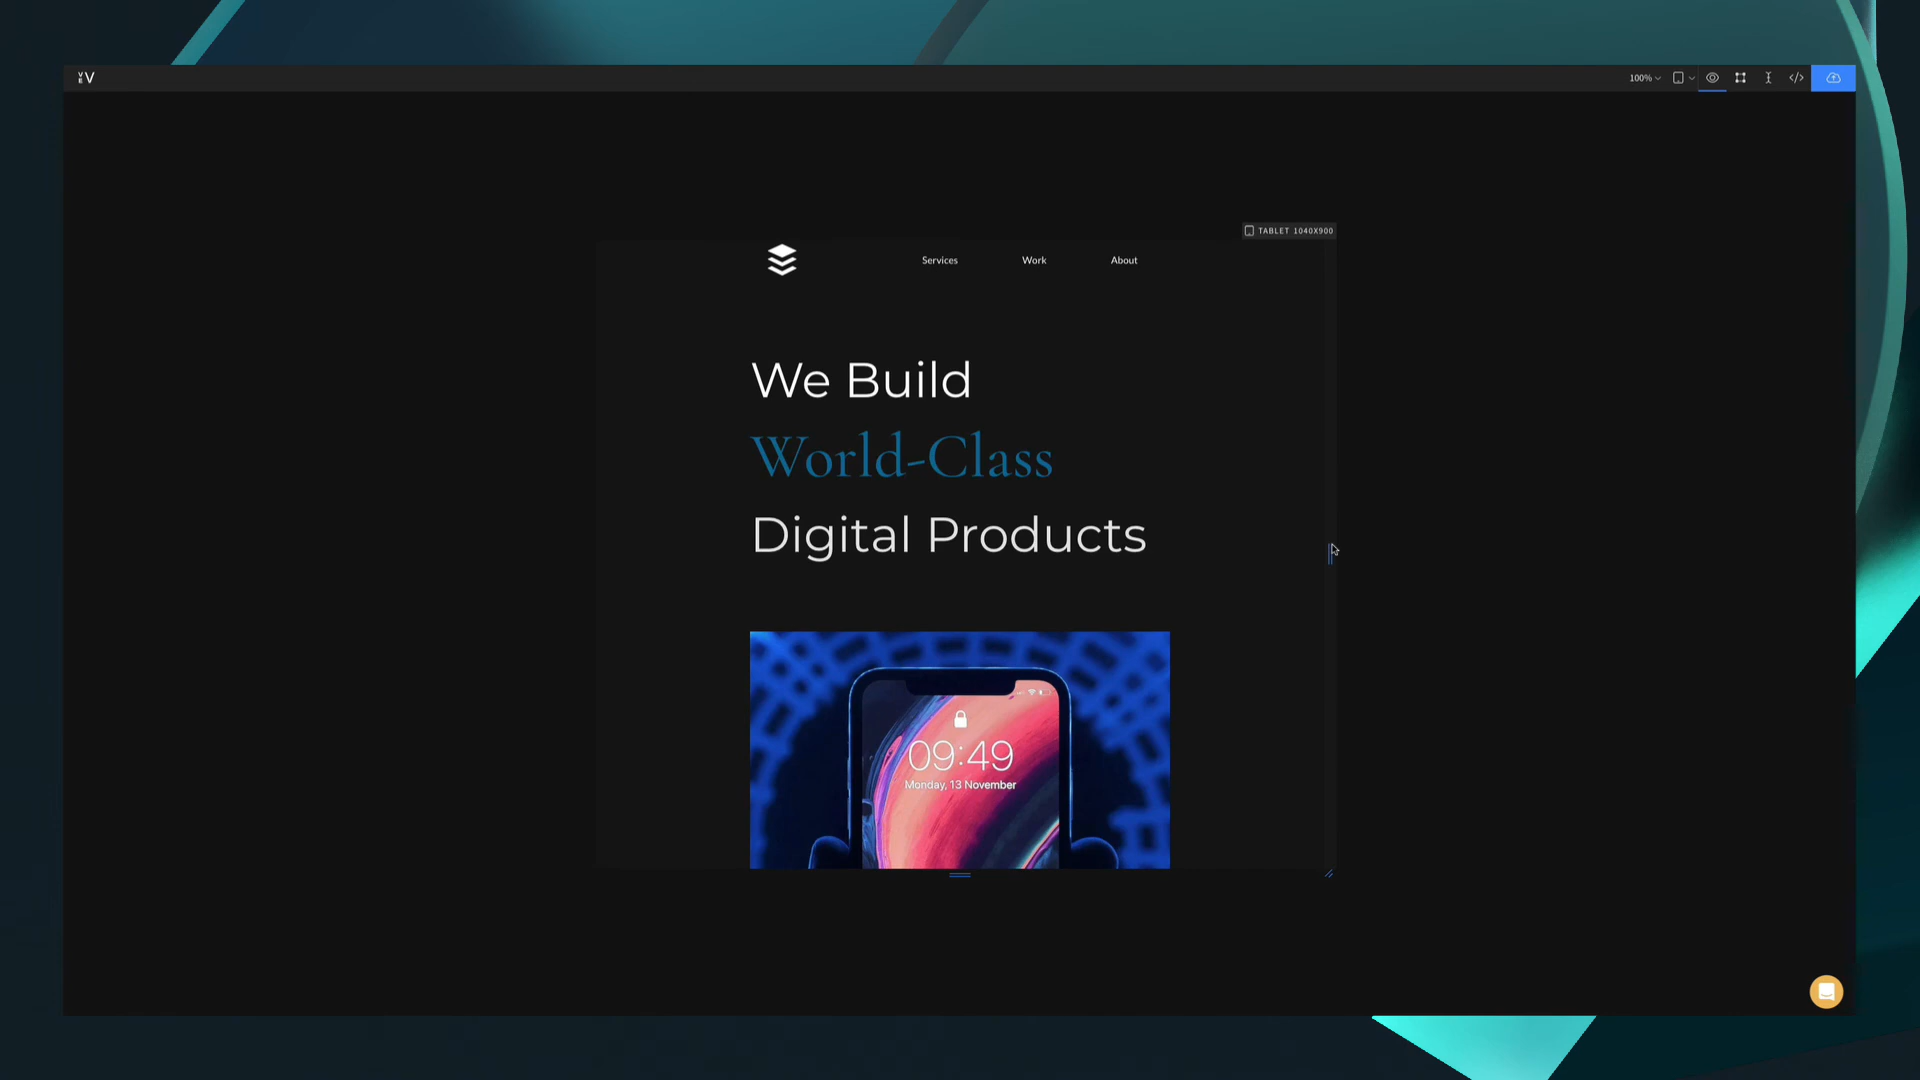 V
100%
</>
TABLET 1040X900
Services Work About
We Build
World-Class
Digital Products
09:49
Monday, 13 November